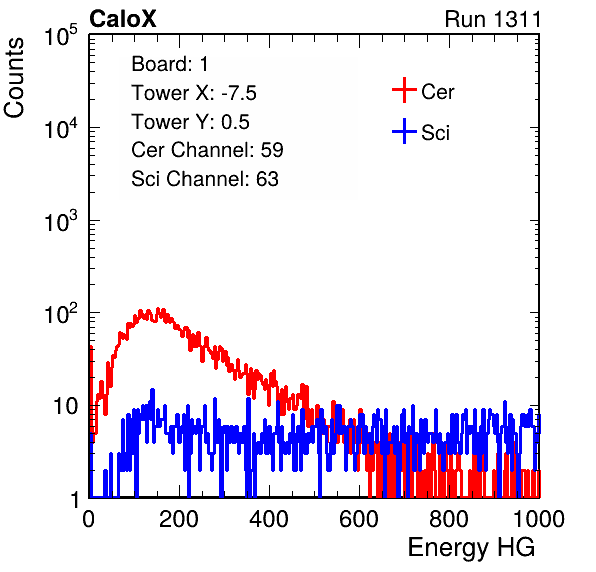 CaloX Run 1311
Counts
10^5
10^4
10^3
10^2
10
1
Board: 1
Tower X: -7.5
Tower Y: 0.5
Cer Channel: 59
Sci Channel: 63
Cer
Sci
0 200 400 600 800 1000
Energy HG